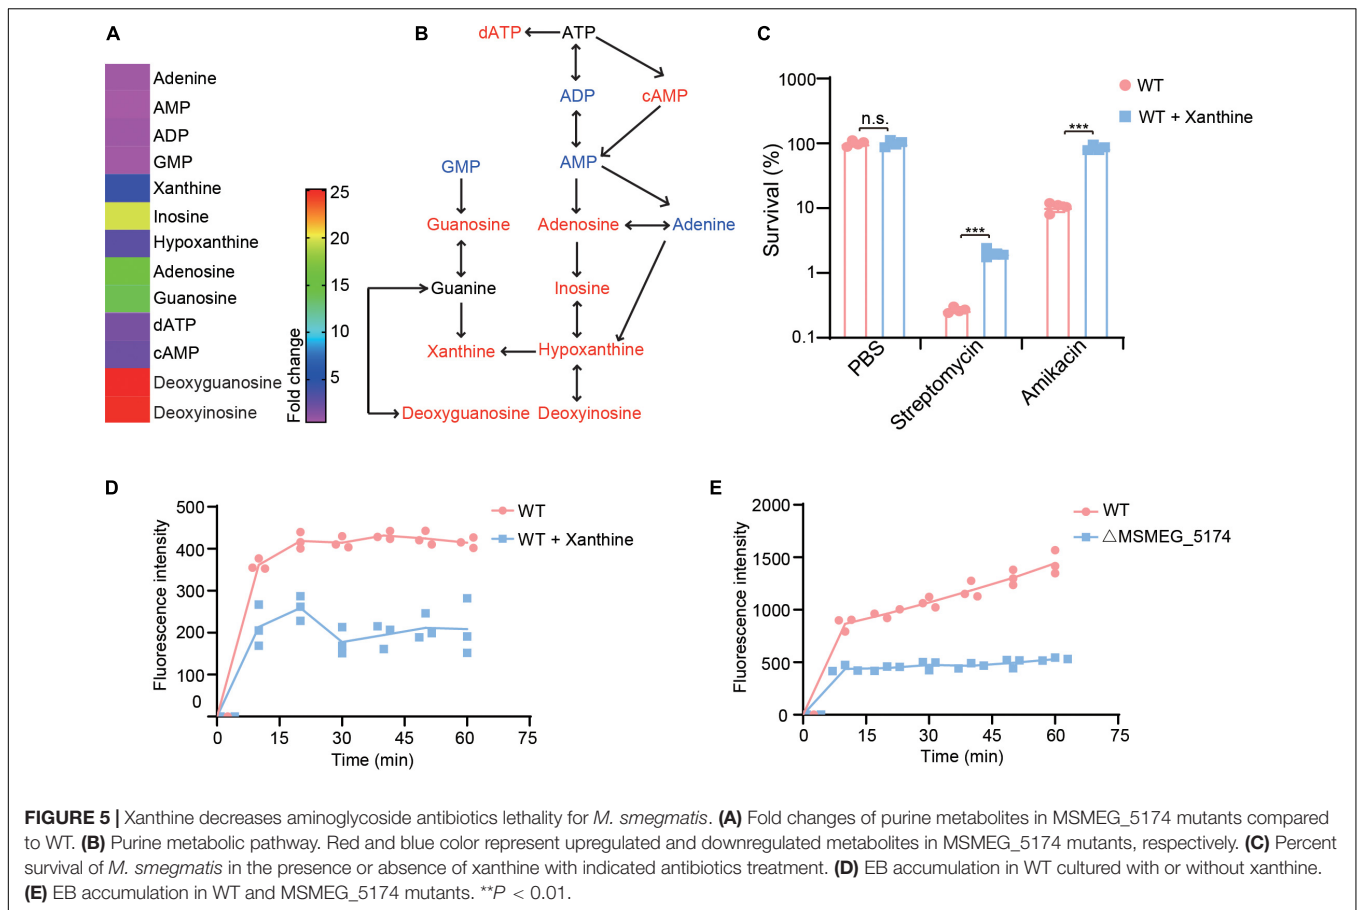 A
Adenine
AMP
ADP
GMP
Xanthine
Inosine
Hypoxanthine
Adenosine
Guanosine
dATP
cAMP
Deoxyguanosine
Deoxyinosine
25
20
15
10
5
Fold change
B
dATP ATP
ADP cAMP
GMP AMP
Guanosine Adenosine Adenine
Guanine Inosine
Xanthine Hypoxanthine
Deoxyguanosine Deoxyinosine
C
WT
WT + Xanthine
1000
100
10
1
0.1
Survival (%)
n.s.
***
***
PBS
Streptomycin
Amikacin
D
500
400
300
200
100
0
Fluorescence intensity
WT
WT + Xanthine
0 15 30 45 60 75
Time (min)
E
2000
1500
1000
500
0
Fluorescence intensity
WT
△MSMEG_5174
0 15 30 45 60 75
Time (min)
FIGURE 5 | Xanthine decreases aminoglycoside antibiotics lethality for M. smegmatis. (A) Fold changes of purine metabolites in MSMEG_5174 mutants compared
to WT. (B) Purine metabolic pathway. Red and blue color represent upregulated and downregulated metabolites in MSMEG_5174 mutants, respectively. (C) Percent
survival of M. smegmatis in the presence or absence of xanthine with indicated antibiotics treatment. (D) EB accumulation in WT cultured with or without xanthine.
(E) EB accumulation in WT and MSMEG_5174 mutants. **P < 0.01.